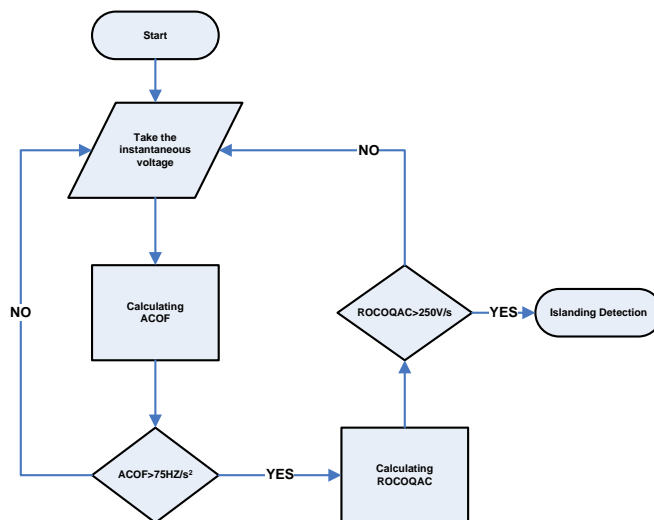 Start
Take the
instantaneous
voltage
NO
Calculating
ACOF
NO
ROCOQAC>250V/s
YES
Islanding Detection
ACOF>75HZ/s²
YES
Calculating
ROCOQAC